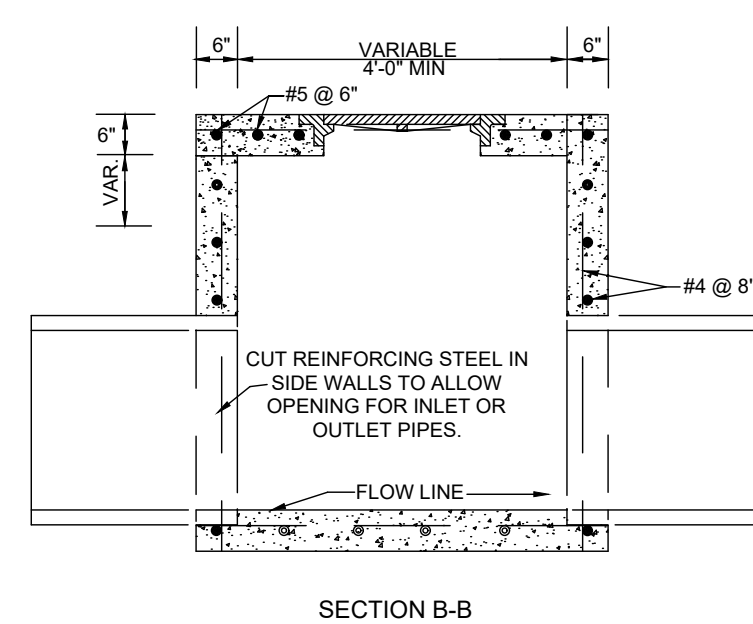 6"
VARIABLE
4'-0" MIN
6"
#5 @ 6"
6"
VAR.
#4 @ 8"
CUT REINFORCING STEEL IN
SIDE WALLS TO ALLOW
OPENING FOR INLET OR
OUTLET PIPES.
FLOW LINE
SECTION B-B